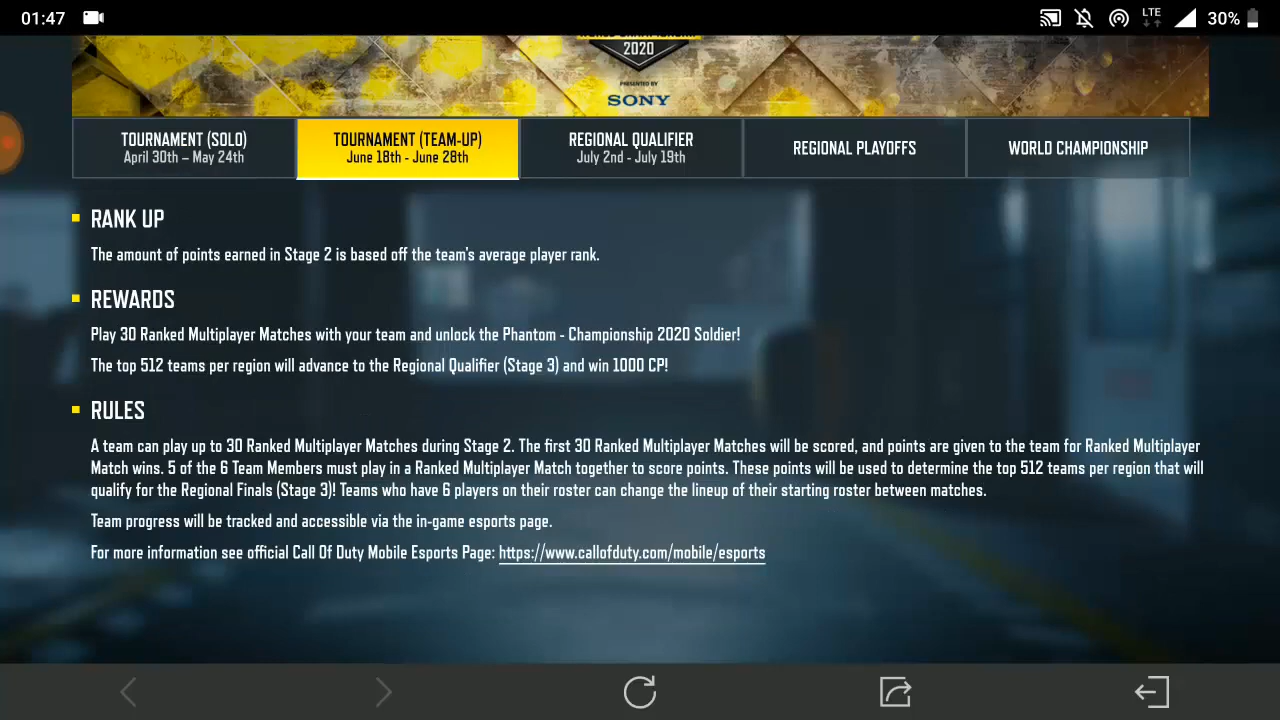 01:47
LTE
30%
WORLD CHAMPIONSHIP
2020
PRESENTED BY
SONY
TOURNAMENT (SOLO)
April 30th – May 24th
TOURNAMENT (TEAM-UP)
June 18th - June 28th
REGIONAL QUALIFIER
July 2nd - July 19th
REGIONAL PLAYOFFS
WORLD CHAMPIONSHIP
RANK UP
The amount of points earned in Stage 2 is based off the team's average player rank.
REWARDS
Play 30 Ranked Multiplayer Matches with your team and unlock the Phantom - Championship 2020 Soldier!
The top 512 teams per region will advance to the Regional Qualifier (Stage 3) and win 1000 CP!
RULES
A team can play up to 30 Ranked Multiplayer Matches during Stage 2. The first 30 Ranked Multiplayer Matches will be scored, and points are given to the team for Ranked Multiplayer
Match wins. 5 of the 6 Team Members must play in a Ranked Multiplayer Match together to score points. These points will be used to determine the top 512 teams per region that will
qualify for the Regional Finals (Stage 3)! Teams who have 6 players on their roster can change the lineup of their starting roster between matches.
Team progress will be tracked and accessible via the in-game esports page.
For more information see official Call Of Duty Mobile Esports Page: https://www.callofduty.com/mobile/esports